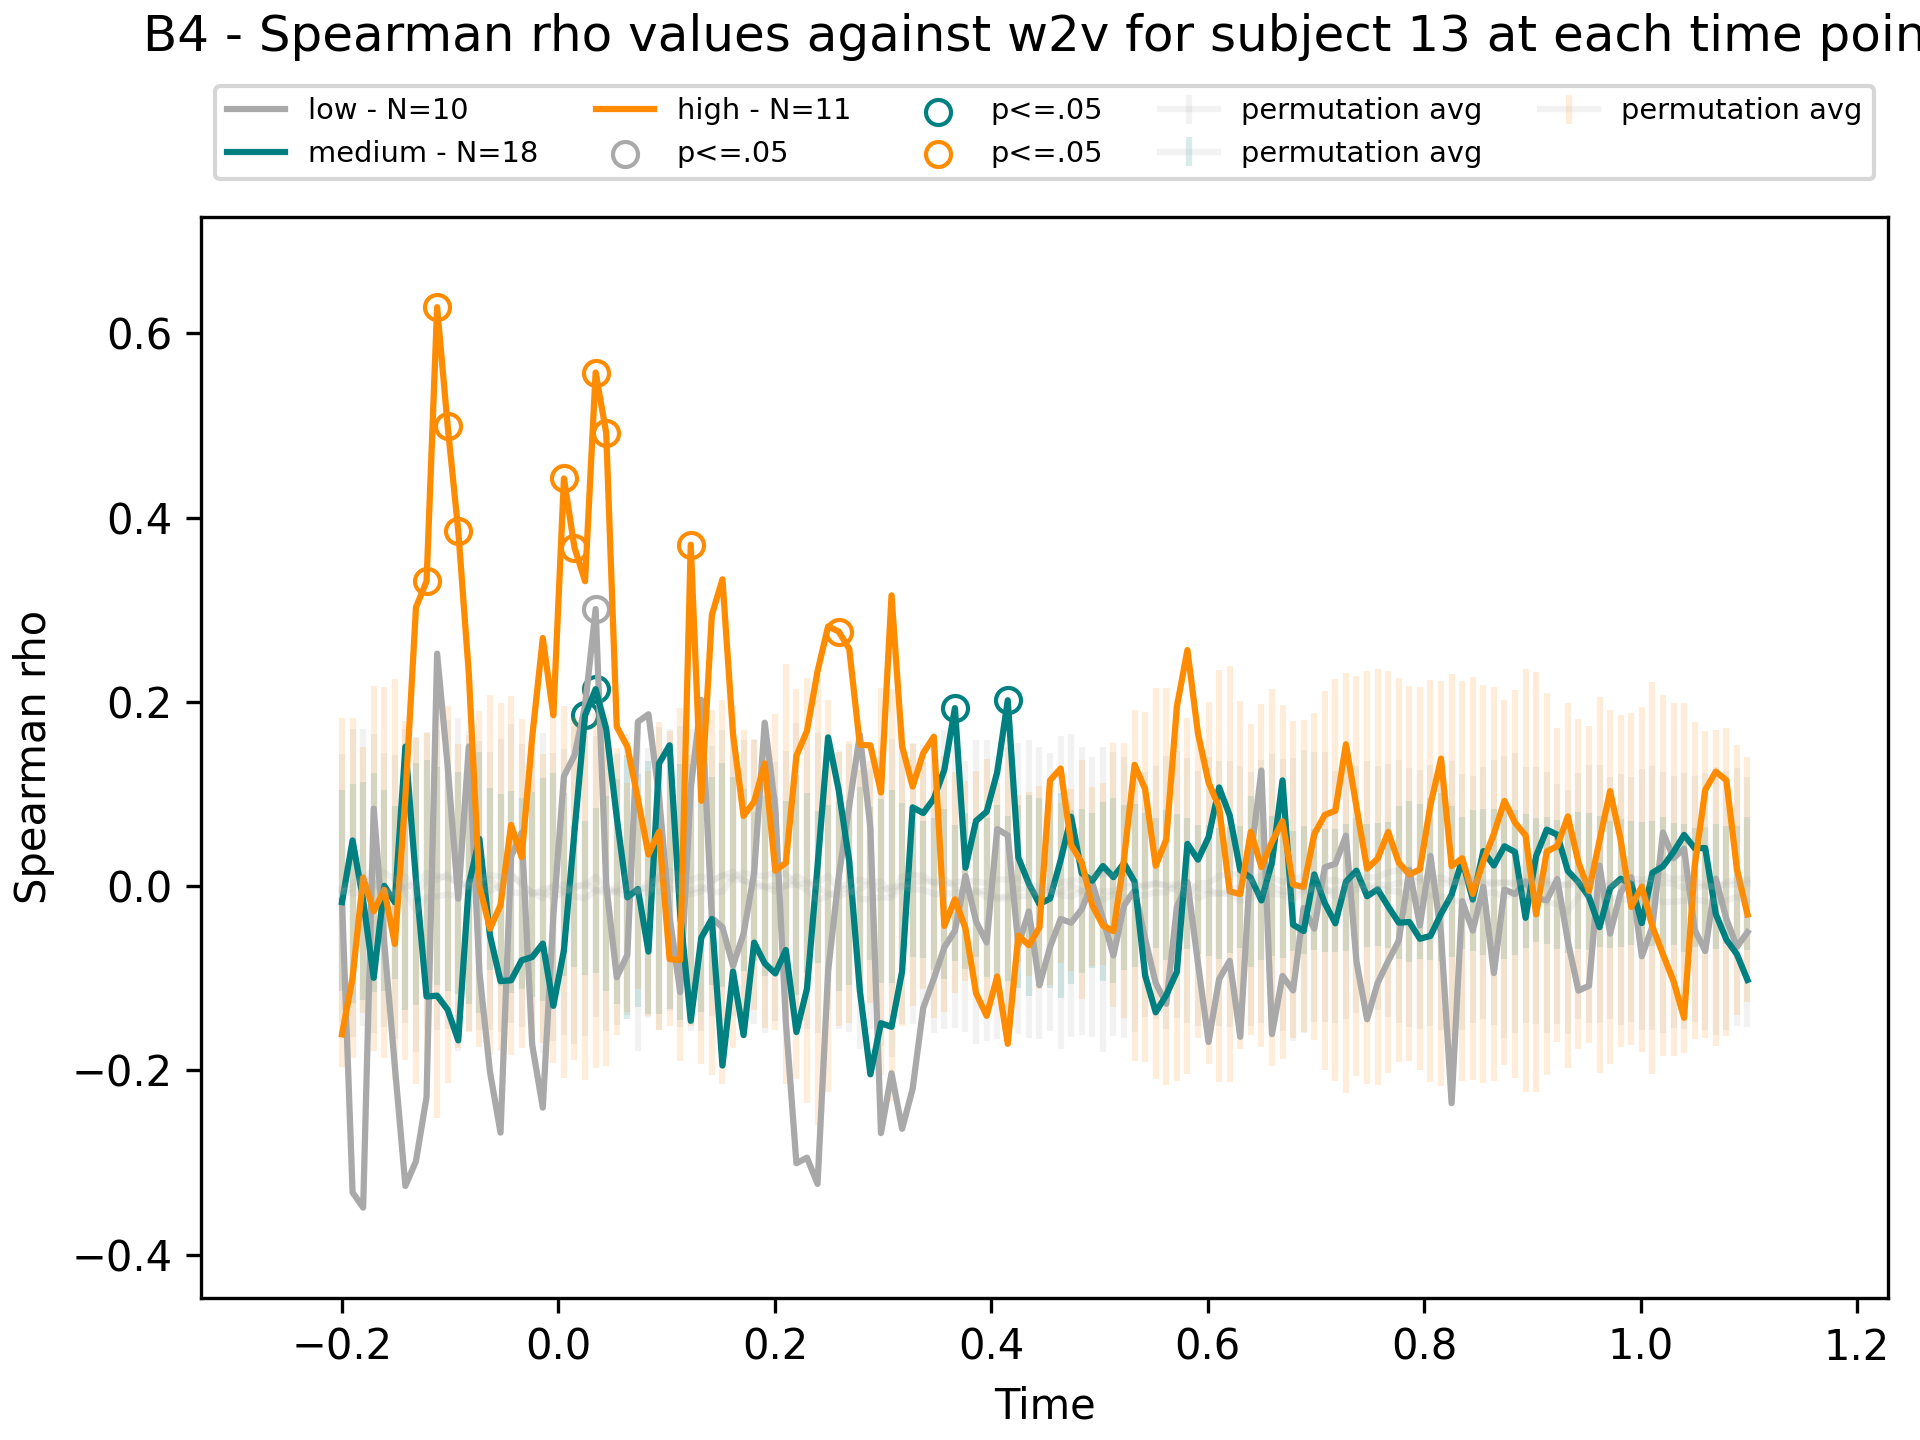 B4 - Spearman rho values against w2v for subject 13 at each time poin
low - N=10 high - N=11 p<=.05 permutation avg permutation avg
medium - N=18 p<=.05 p<=.05 permutation avg
Spearman rho
0.6
0.4
0.2
0.0
−0.2
−0.4
−0.2 0.0 0.2 0.4 0.6 0.8 1.0 1.2
Time